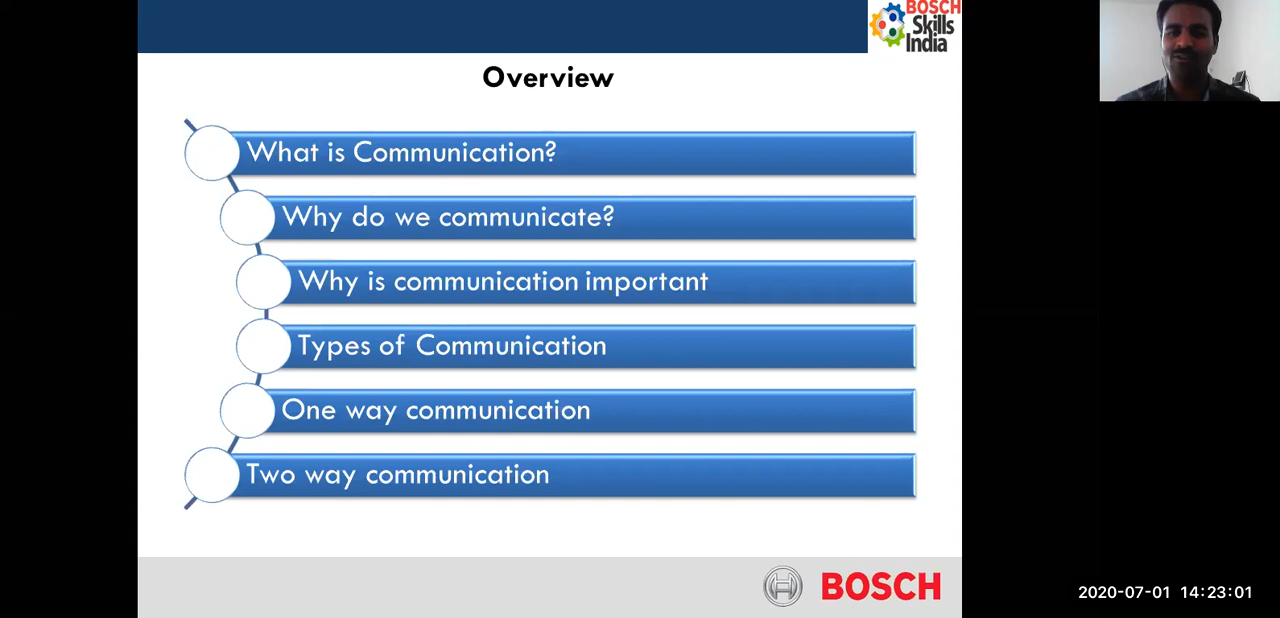 BOSCH
Skills
India
Overview
What is Communication?
Why do we communicate?
Why is communication important
Types of Communication
One way communication
Two way communication
BOSCH
2020-07-01 14:23:01